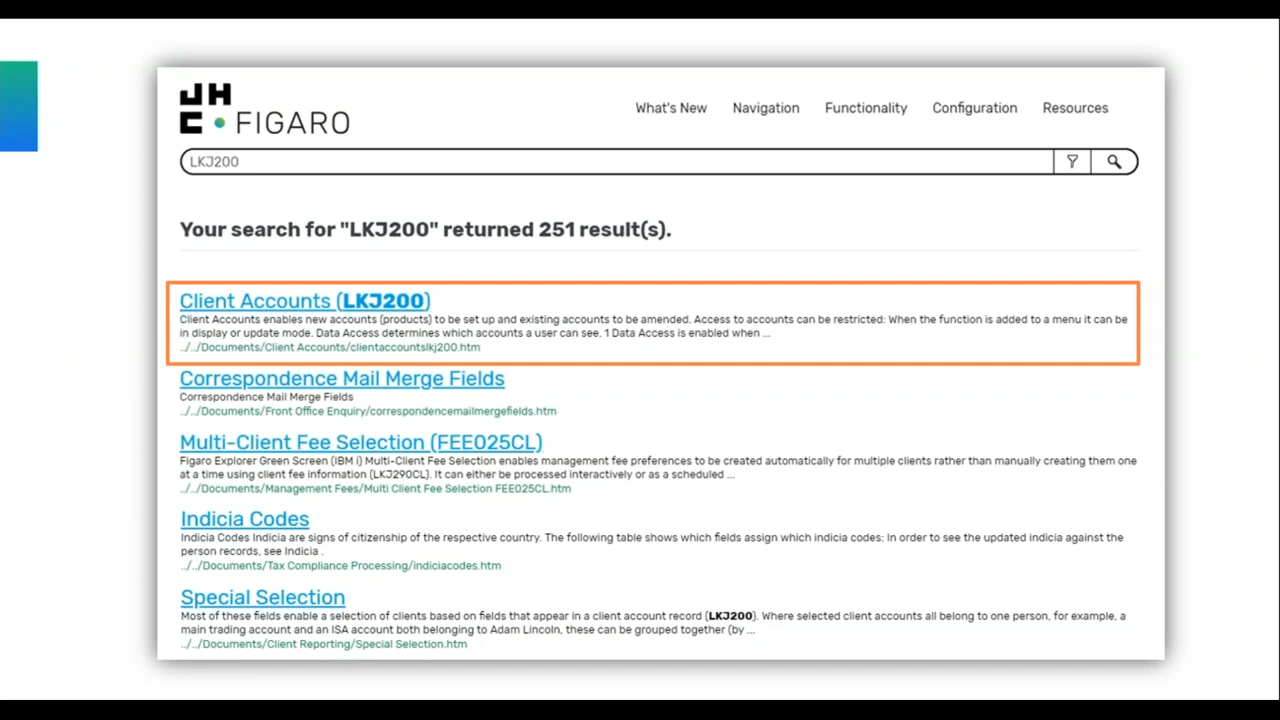 JH
C FIGARO
What's New Navigation Functionality Configuration Resources
LKJ200
Your search for "LKJ200" returned 251 result(s).
Client Accounts (LKJ200)
Client Accounts enables new accounts (products) to be set up and existing accounts to be amended. Access to accounts can be restricted: When the function is added to a menu it can be
in display or update mode. Data Access determines which accounts a user can see. 1 Data Access is enabled when ...
../../Documents/Client Accounts/clientaccountslkj200.htm
Correspondence Mail Merge Fields
Correspondence Mail Merge Fields
../../Documents/Front Office Enquiry/correspondencemailmergefields.htm
Multi-Client Fee Selection (FEE025CL)
Figaro Explorer Green Screen (IBM i) Multi-Client Fee Selection enables management fee preferences to be created automatically for multiple clients rather than manually creating them one
at a time using client fee information (LKJ290CL). It can either be processed interactively or as a scheduled ...
../../Documents/Management Fees/Multi Client Fee Selection FEE025CL.htm
Indicia Codes
Indicia Codes Indicia are signs of citizenship of the respective country. The following table shows which fields assign which indicia codes: In order to see the updated indicia against the
person records, see Indicia .
../../Documents/Tax Compliance Processing/indiciacodes.htm
Special Selection
Most of these fields enable a selection of clients based on fields that appear in a client account record (LKJ200). Where selected client accounts all belong to one person, for example, a
main trading account and an ISA account both belonging to Adam Lincoln, these can be grouped together (by ...
../../Documents/Client Reporting/Special Selection.htm